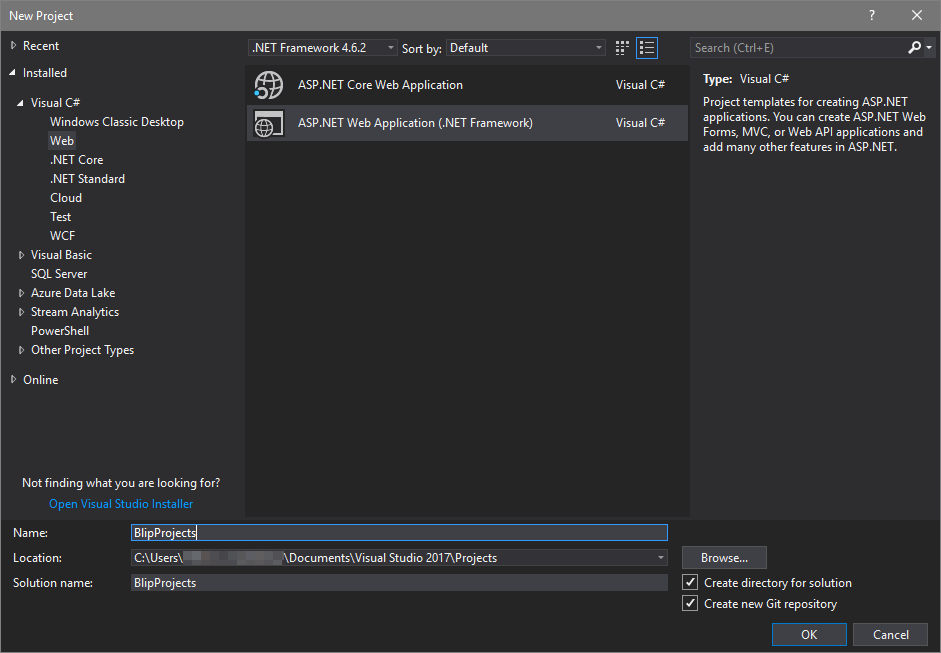 New Project
?
Recent
Installed
Visual C#
Windows Classic Desktop
Web
.NET Core
.NET Standard
Cloud
Test
WCF
Visual Basic
SQL Server
Azure Data Lake
Stream Analytics
PowerShell
Other Project Types
Online
Not finding what you are looking for?
Open Visual Studio Installer
.NET Framework 4.6.2 Sort by: Default
ASP.NET Core Web Application Visual C#
ASP.NET Web Application (.NET Framework) Visual C#
Search (Ctrl+E)
Type: Visual C#
Project templates for creating ASP.NET
applications. You can create ASP.NET Web
Forms, MVC, or Web API applications and
add many other features in ASP.NET.
Name: BlipProjects
Location: C:\Users\ \Documents\Visual Studio 2017\Projects Browse...
Solution name: BlipProjects
Create directory for solution
Create new Git repository
OK Cancel